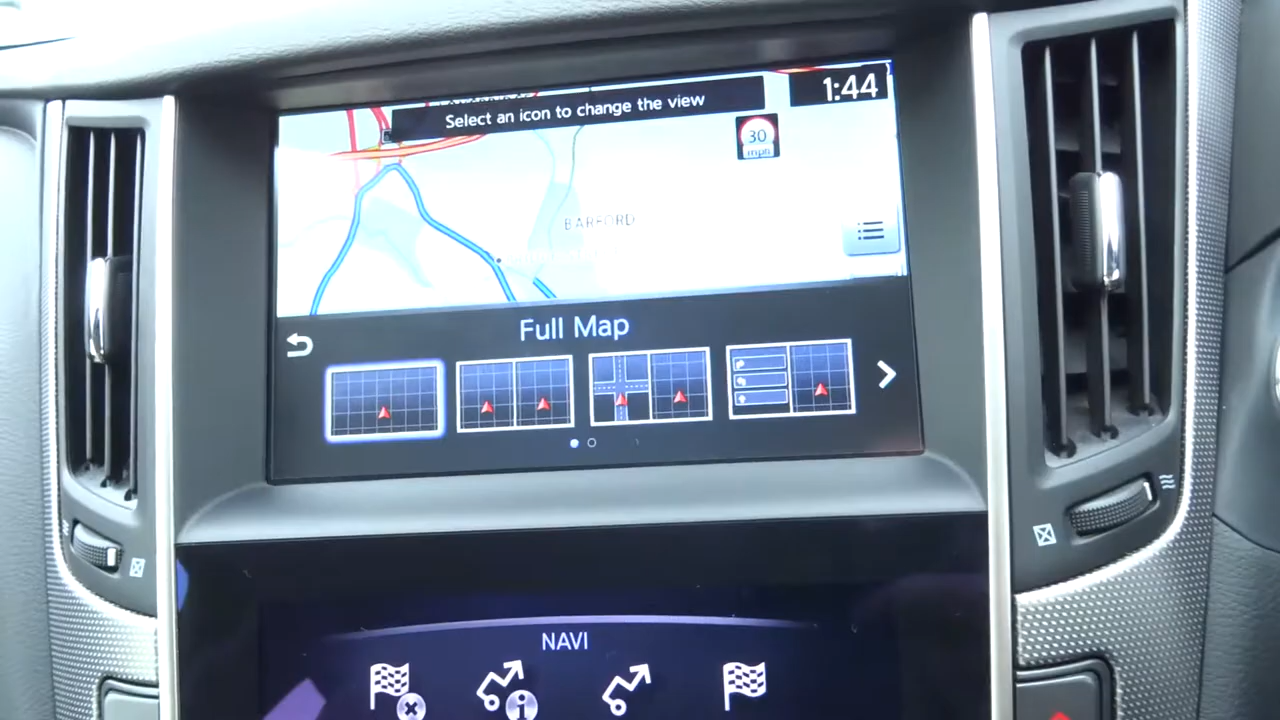 Select an icon to change the view
1:44
30
mph
BARFORD
Full Map
NAVI